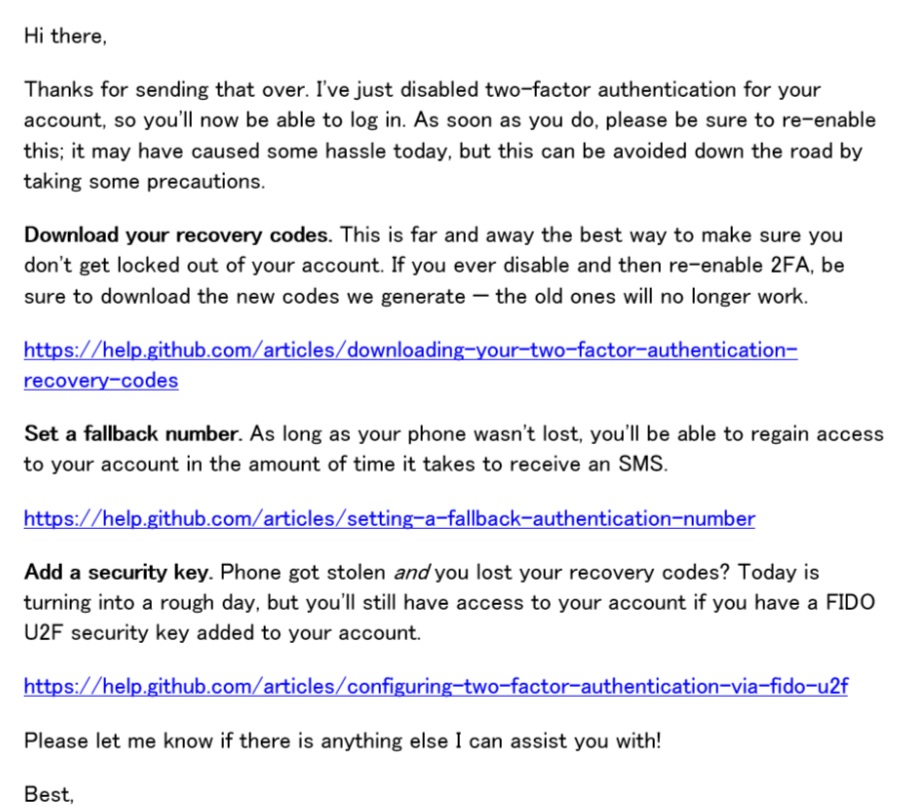 Hi there,
Thanks for sending that over. I've just disabled two-factor authentication for your
account, so you'll now be able to log in. As soon as you do, please be sure to re-enable
this; it may have caused some hassle today, but this can be avoided down the road by
taking some precautions.
Download your recovery codes. This is far and away the best way to make sure you
don't get locked out of your account. If you ever disable and then re-enable 2FA, be
sure to download the new codes we generate — the old ones will no longer work.
https://help.github.com/articles/downloading-your-two-factor-authentication-
recovery-codes
Set a fallback number. As long as your phone wasn't lost, you'll be able to regain access
to your account in the amount of time it takes to receive an SMS.
https://help.github.com/articles/setting-a-fallback-authentication-number
Add a security key. Phone got stolen and you lost your recovery codes? Today is
turning into a rough day, but you'll still have access to your account if you have a FIDO
U2F security key added to your account.
https://help.github.com/articles/configuring-two-factor-authentication-via-fido-u2f
Please let me know if there is anything else I can assist you with!
Best,